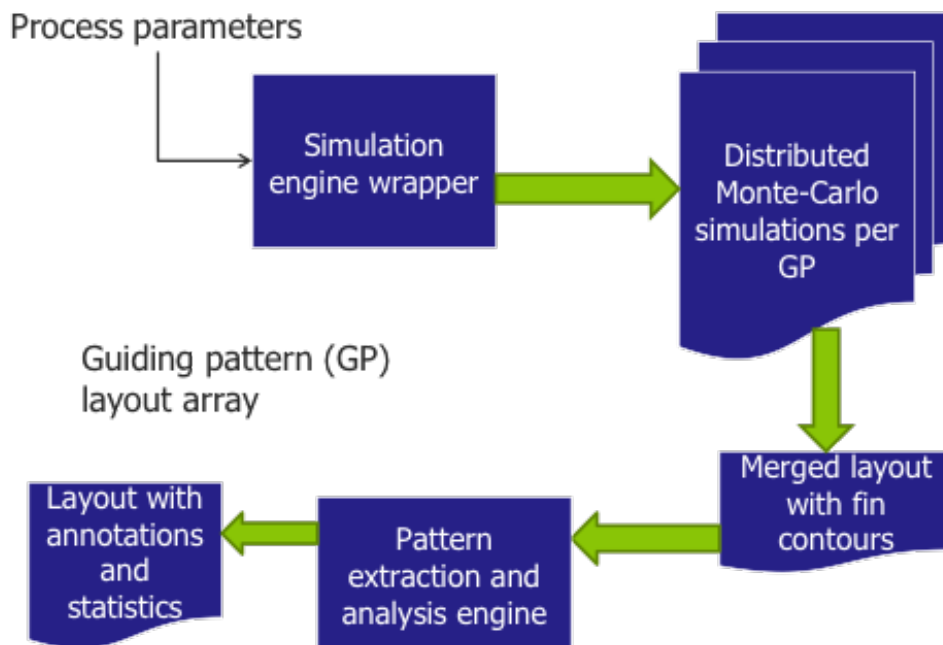 Process parameters
Simulation
engine wrapper
Distributed
Monte-Carlo
simulations per
GP
Guiding pattern (GP)
layout array
Merged layout
with fin
contours
Pattern
extraction and
analysis engine
Layout with
annotations
and
statistics